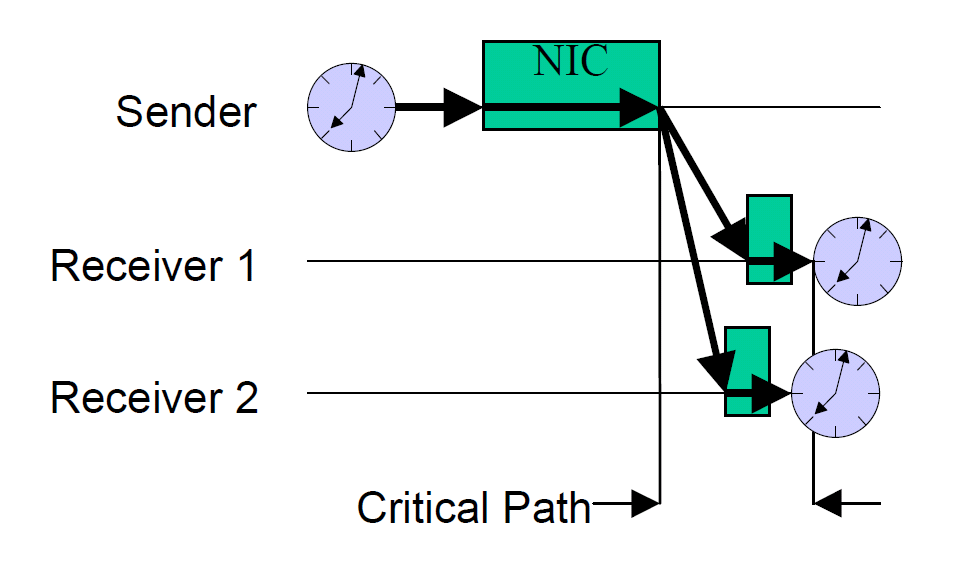 NIC
Sender
Receiver 1
Receiver 2
Critical Path